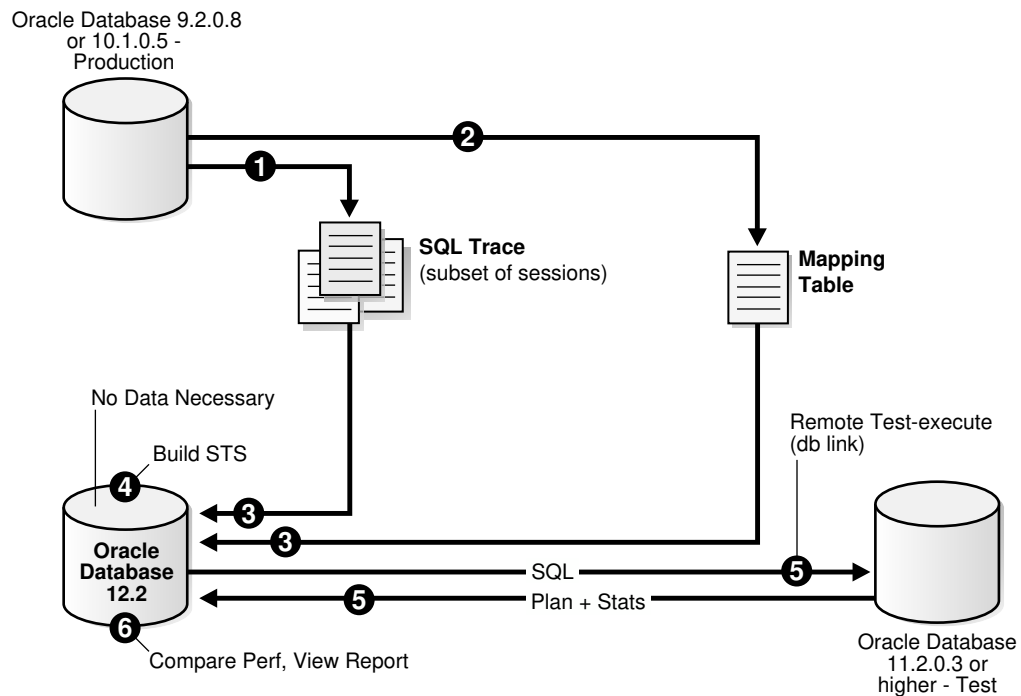 Oracle Database 9.2.0.8
or 10.1.0.5 -
Production
2
1
SQL Trace
(subset of sessions)
Mapping
Table
No Data Necessary
Build STS
4
Remote Test-execute
(db link)
3
3
Oracle
Database
12.2
SQL
5
5
Plan + Stats
6
Compare Perf, View Report
Oracle Database
11.2.0.3 or
higher - Test